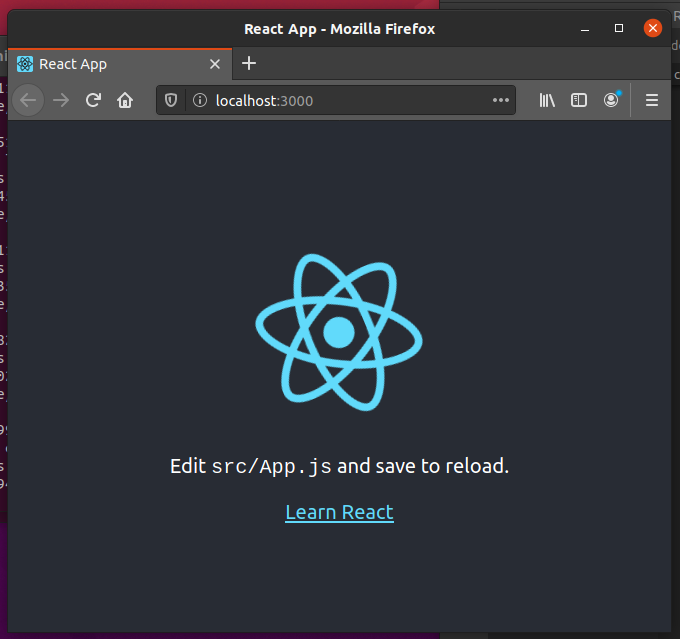 React App - Mozilla Firefox
React App
localhost:3000
Edit src/App.js and save to reload.
Learn React